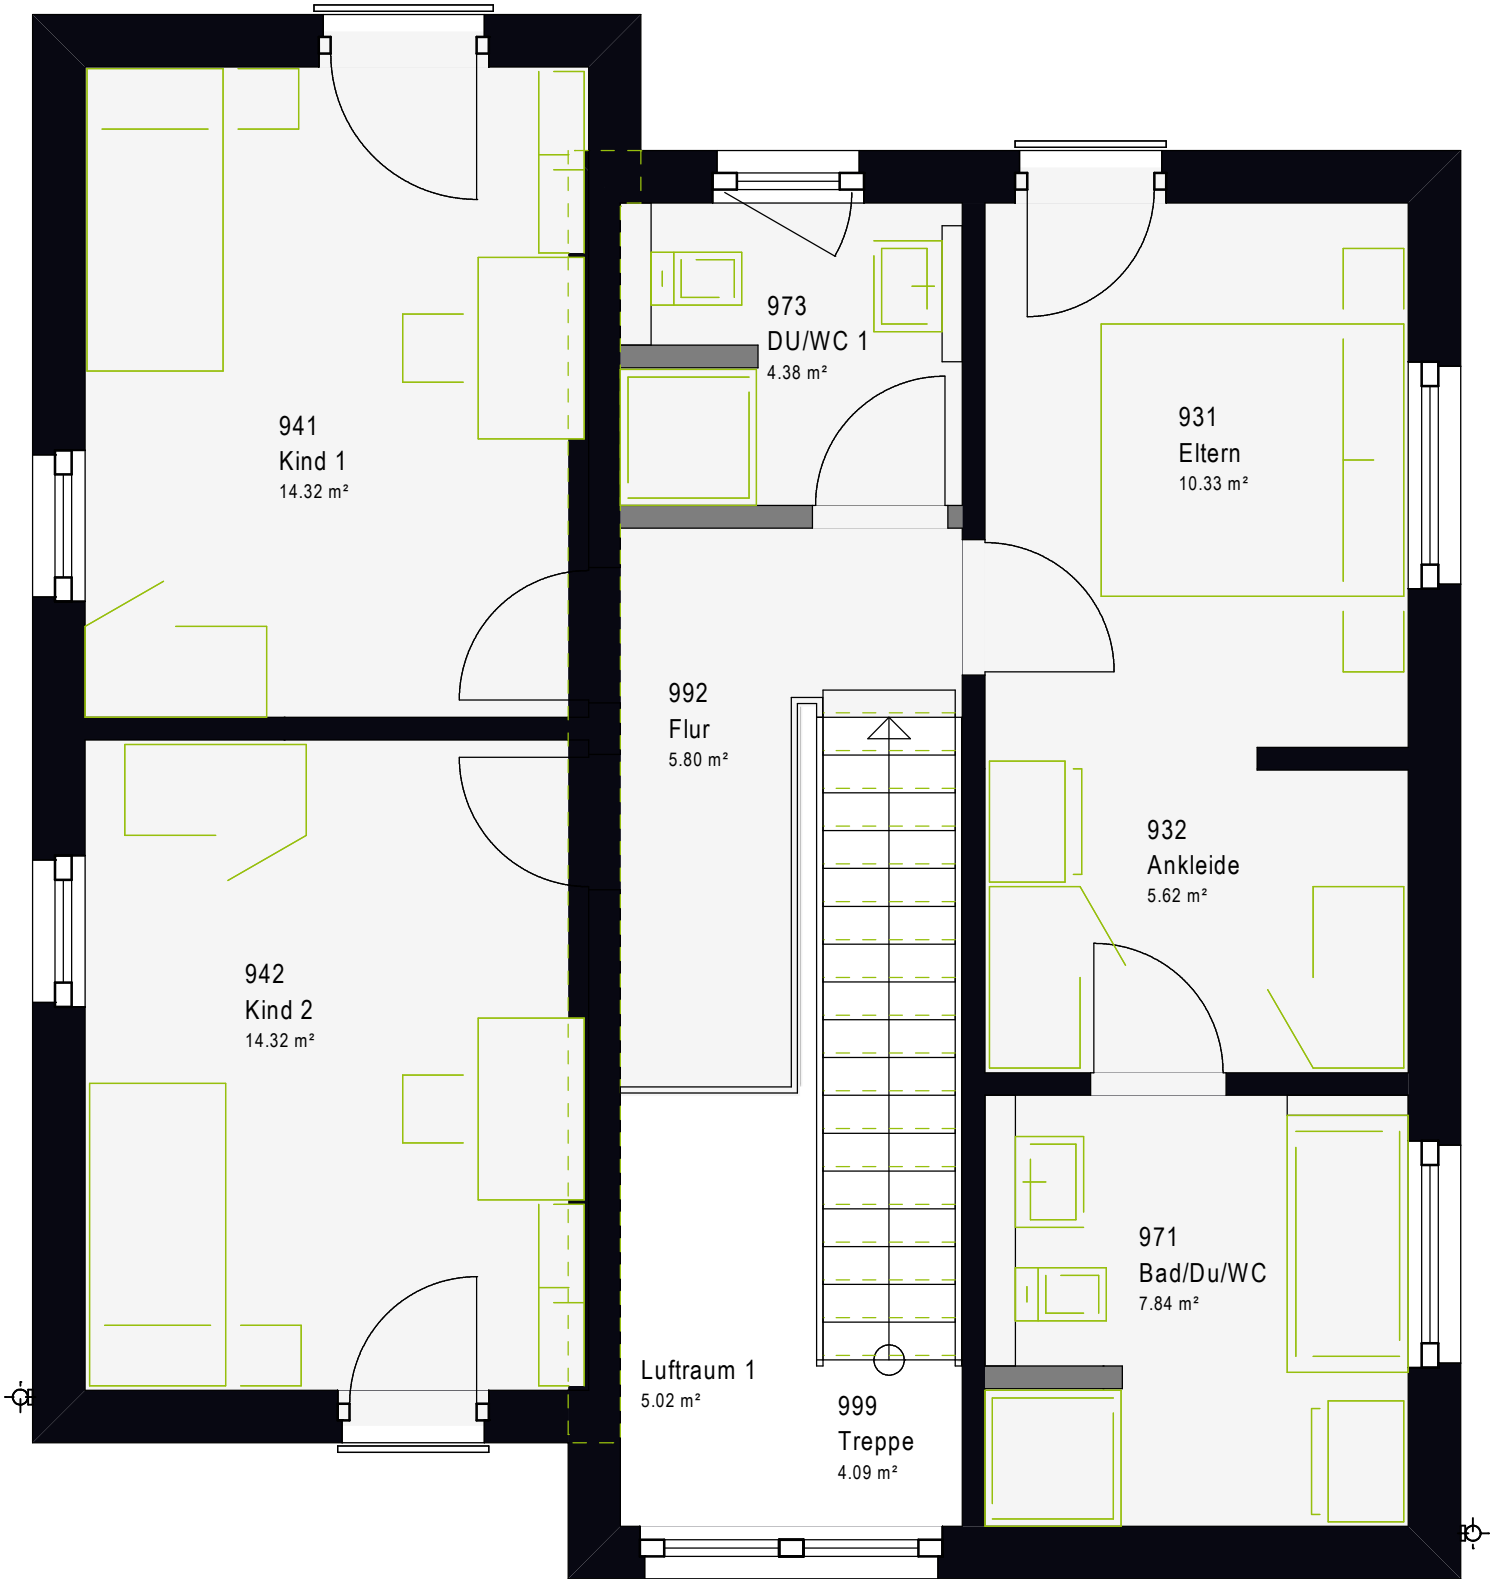 973
DU/WC 1
4.38 m²
941
Kind 1
14.32 m²
931
Eltern
10.33 m²
992
Flur
5.80 m²
932
Ankleide
5.62 m²
942
Kind 2
14.32 m²
971
Bad/Du/WC
7.84 m²
Luftraum 1
5.02 m²
999
Treppe
4.09 m²